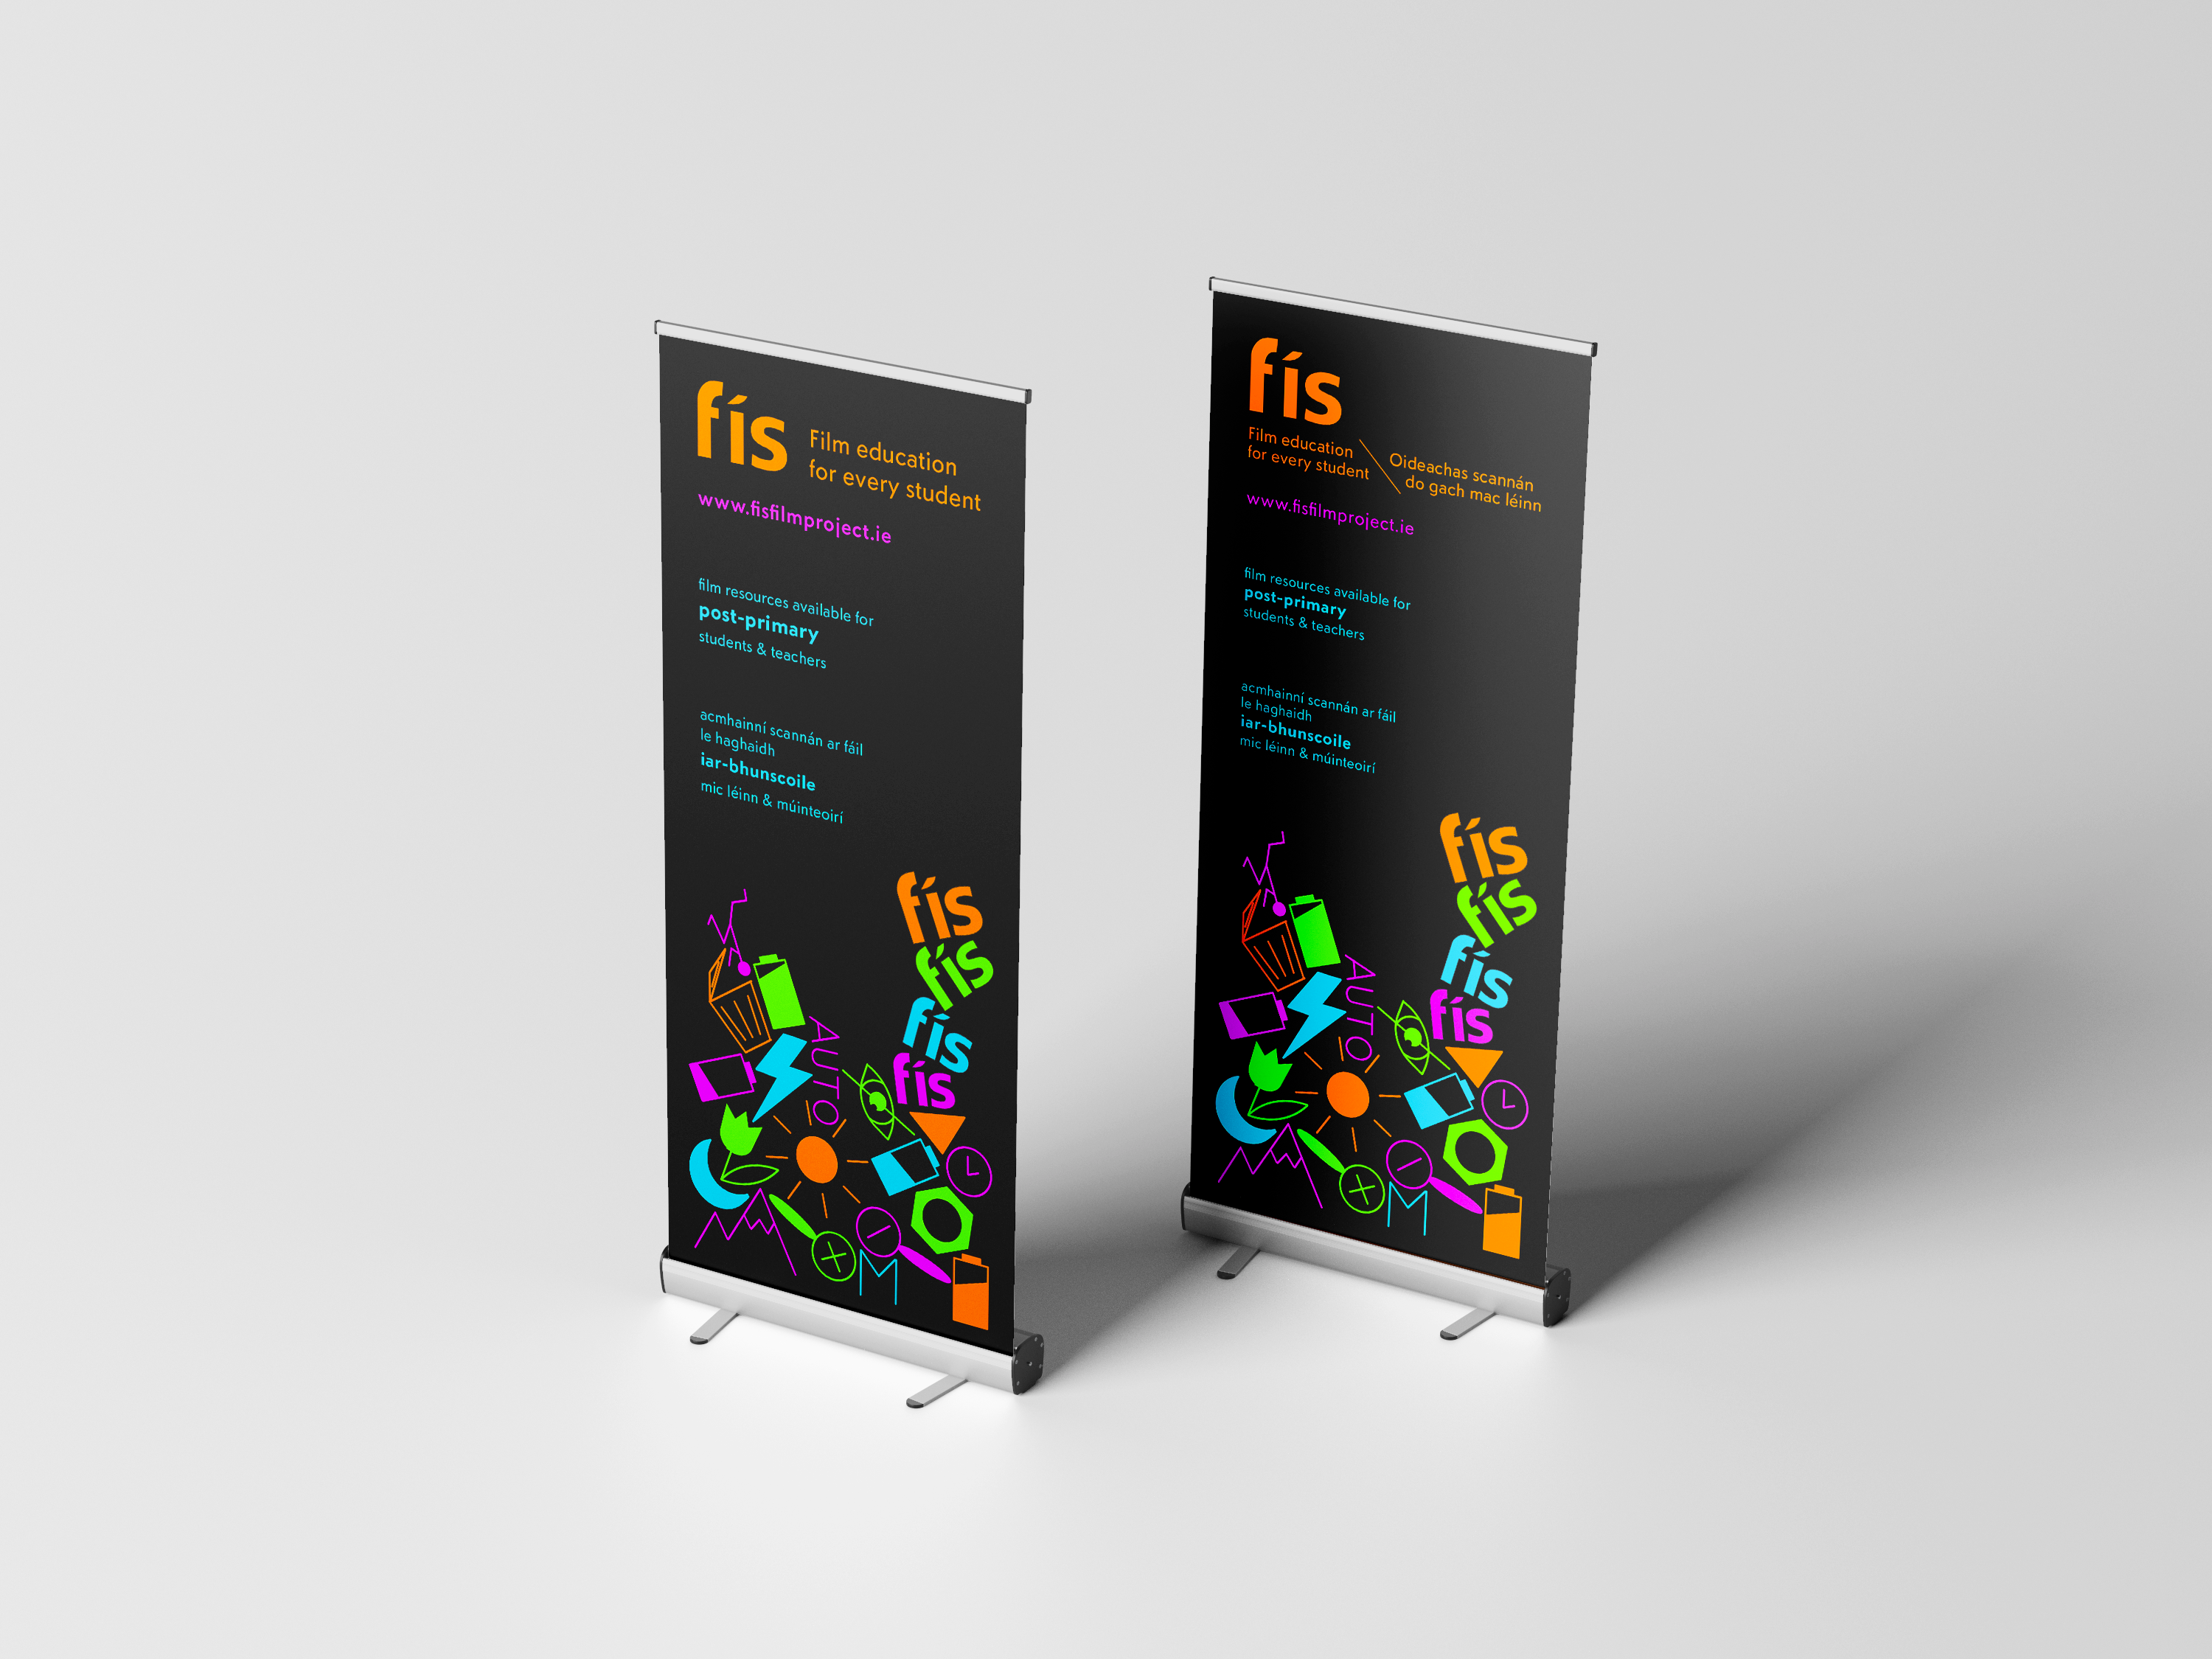 fís
Film education
for every student
www.fisfilmproject.ie
film resources available for
post-primary
students & teachers
acmhainní scannán ar fáil
le haghaidh
iar-bhunscoile
mic léinn & múinteoirí
fís
fís
fís
fís
AUTO
M
fís
Film education
for every student
Oideachas scannán
do gach mac léinn
www.fisfilmproject.ie
film resources available for
post-primary
students & teachers
acmhainní scannán ar fáil
le haghaidh
iar-bhunscoile
mic léinn & múinteoirí
fís
fís
fís
fís
AUTO
M